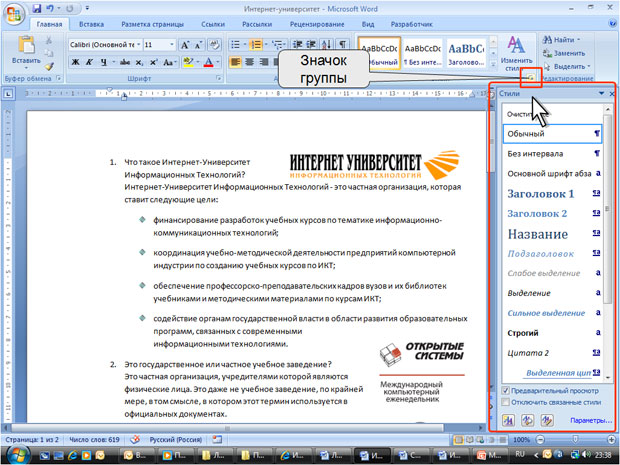 Интернет-университет - Microsoft Word
Главная Вставка Разметка страницы Ссылки Рассылки Рецензирование Вид Разработчик
Calibri (Основной те 11
Вставить
Буфер обмена Шрифт
AaBbCcDc AaBbCcDc AaBbC
Обычный ¶ Без инте... Заголово...
Изменить стили
Найти
Заменить
Выделить
Редактирование
Значок
группы
Стили
Обычный ¶
Без интервала ¶
Основной шрифт абза a
Заголовок 1 ¶a
Заголовок 2 ¶a
Название ¶a
Подзаголовок ¶a
Слабое выделение a
Выделение a
Сильное выделение a
Строгий a
Цитата 2 ¶a
Выделенная цит ¶a
Предварительный просмотр
Отключить связанные стили
Параметры...
1. Что такое Интернет-Университет
Информационных Технологий?
ИНТЕРНЕТ УНИВЕРСИТЕТ
ИНФОРМАЦИОННЫХ ТЕХНОЛОГИЙ
Интернет-Университет Информационных Технологий - это частная организация, которая
ставит следующие цели:
финансирование разработок учебных курсов по тематике информационно-
коммуникационных технологий;
координация учебно-методической деятельности предприятий компьютерной
индустрии по созданию учебных курсов по ИКТ;
обеспечение профессорско-преподавательских кадров вузов и их библиотек
учебниками и методическими материалами по курсам ИКТ;
содействие органам государственной власти в области развития образовательных
программ, связанных с современными
информационными технологиями.
ОТКРЫТЫЕ
СИСТЕМЫ
Международный
компьютерный
еженедельник
2. Это государственное или частное учебное заведение?
Это частная организация, учредителями которой являются
физические лица. Это даже не учебное заведение, по крайней
мере, в том смысле, в котором этот термин используется в
официальных документах.
Страница: 1 из 2 Число слов: 619 Русский (Россия) 100%
RU 23:38